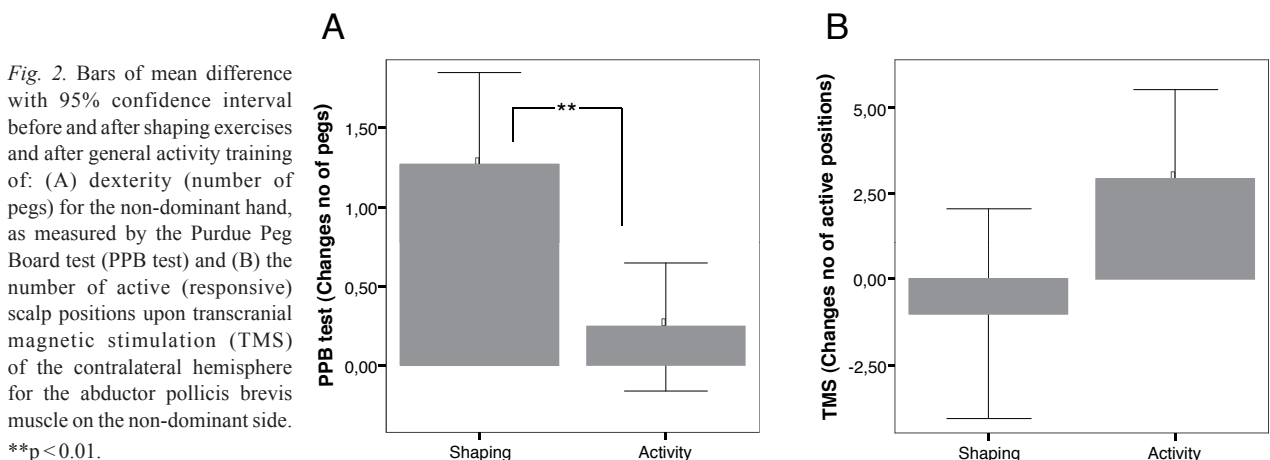 Fig. 2. Bars of mean difference
with 95% confidence interval
before and after shaping exercises
and after general activity training
of: (A) dexterity (number of
pegs) for the non-dominant hand,
as measured by the Purdue Peg
Board test (PPB test) and (B) the
number of active (responsive)
scalp positions upon transcranial
magnetic stimulation (TMS)
of the contralateral hemisphere
for the abductor pollicis brevis
muscle on the non-dominant side.
**p<0.01.
A
PPB test (Changes no of pegs)
1,50
1,00
0,50
0,00
**
Shaping
Activity
B
TMS (Changes no of active positions)
5,00
2,50
0,00
-2,50
Shaping
Activity